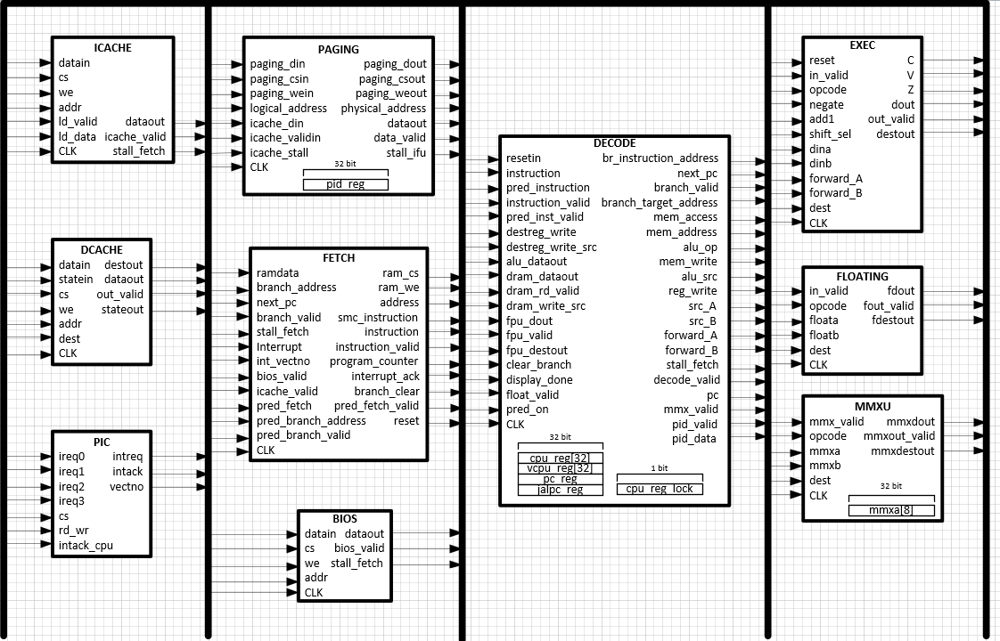 ICACHE
datain
cs
we
addr
ld_valid dataout
ld_data icache_valid
CLK stall_fetch
DCACHE
datain destout
statein dataout
cs out_valid
we stateout
addr
dest
CLK
PIC
ireq0 intreq
ireq1 intack
ireq2 vectno
ireq3
cs
rd_wr
intack_cpu
PAGING
paging_din paging_dout
paging_csin paging_csout
paging_wein paging_weout
logical_address physical_address
icache_din dataout
icache_validin data_valid
icache_stall stall_ifu
CLK
32 bit
pid_reg
FETCH
ramdata ram_cs
branch_address ram_we
next_pc address
branch_valid smc_instruction
stall_fetch instruction
Interrupt instruction_valid
int_vectno program_counter
bios_valid interrupt_ack
icache_valid branch_clear
pred_fetch pred_fetch_valid
pred_branch_address reset
pred_branch_valid
CLK
BIOS
datain dataout
cs bios_valid
we stall_fetch
addr
CLK
DECODE
resetin br_instruction_address
instruction next_pc
pred_instruction branch_valid
instruction_valid branch_target_address
pred_inst_valid mem_access
destreg_write mem_address
destreg_write_src alu_op
alu_dataout mem_write
dram_dataout alu_src
dram_rd_valid reg_write
dram_write_src src_A
fpu_dout src_B
fpu_valid forward_A
fpu_destout forward_B
clear_branch stall_fetch
display_done decode_valid
float_valid pc
pred_on mmx_valid
CLK pid_valid
pid_data
32 bit
cpu_reg[32]
vcpu_reg[32]
pc_reg
jalpc_reg
1 bit
cpu_reg_lock
EXEC
reset C
in_valid V
opcode Z
negate dout
add1 out_valid
shift_sel destout
dina
dinb
forward_A
forward_B
dest
CLK
FLOATING
in_valid fdout
opcode fout_valid
floata fdestout
floatb
dest
CLK
MMXU
mmx_valid mmxdout
opcode mmxout_valid
mmxa mmxdestout
mmxb
dest
CLK
32 bit
mmxa[8]